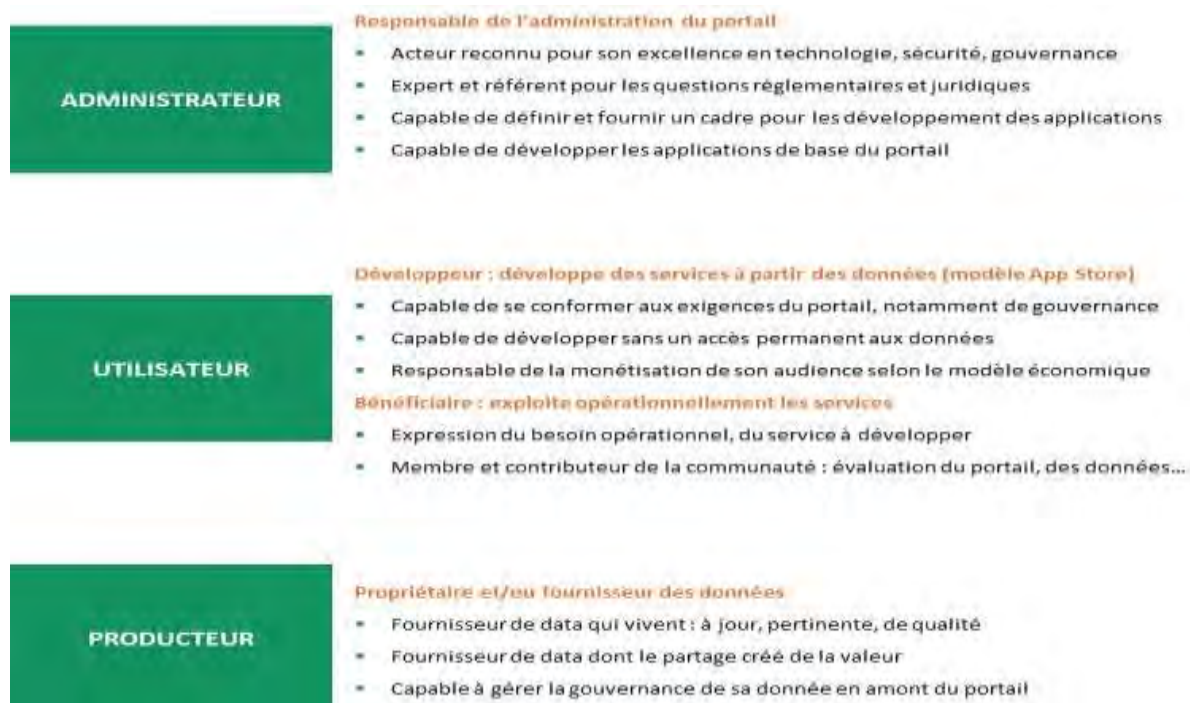 Responsable de l'administration du portail
ADMINISTRATEUR
▪ Acteur reconnu pour son excellence en technologie, sécurité, gouvernance
▪ Expert et référent pour les questions règlementaires et juridiques
▪ Capable de définir et fournir un cadre pour les développement des applications
▪ Capable de développer les applications de base du portail
UTILISATEUR
Développeur : développe des services à partir des données (modèle App Store)
▪ Capable de se conformer aux exigences du portail, notamment de gouvernance
▪ Capable de développer sans un accès permanent aux données
▪ Responsable de la monétisation de son audience selon le modèle économique
Bénéficiaire : exploite opérationnellement les services
▪ Expression du besoin opérationnel, du service à développer
▪ Membre et contributeur de la communauté : évaluation du portail, des données...
PRODUCTEUR
Propriétaire et/ou fournisseur des données
▪ Fournisseur de data qui vivent : à jour, pertinente, de qualité
▪ Fournisseur de data dont le partage créé de la valeur
▪ Capable à gérer la gouvernance de sa donnée en amont du portail